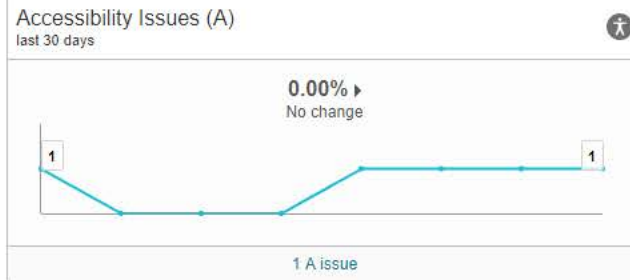 Accessibility Issues (A)
last 30 days
0.00%
No change
1
1
1 A issue